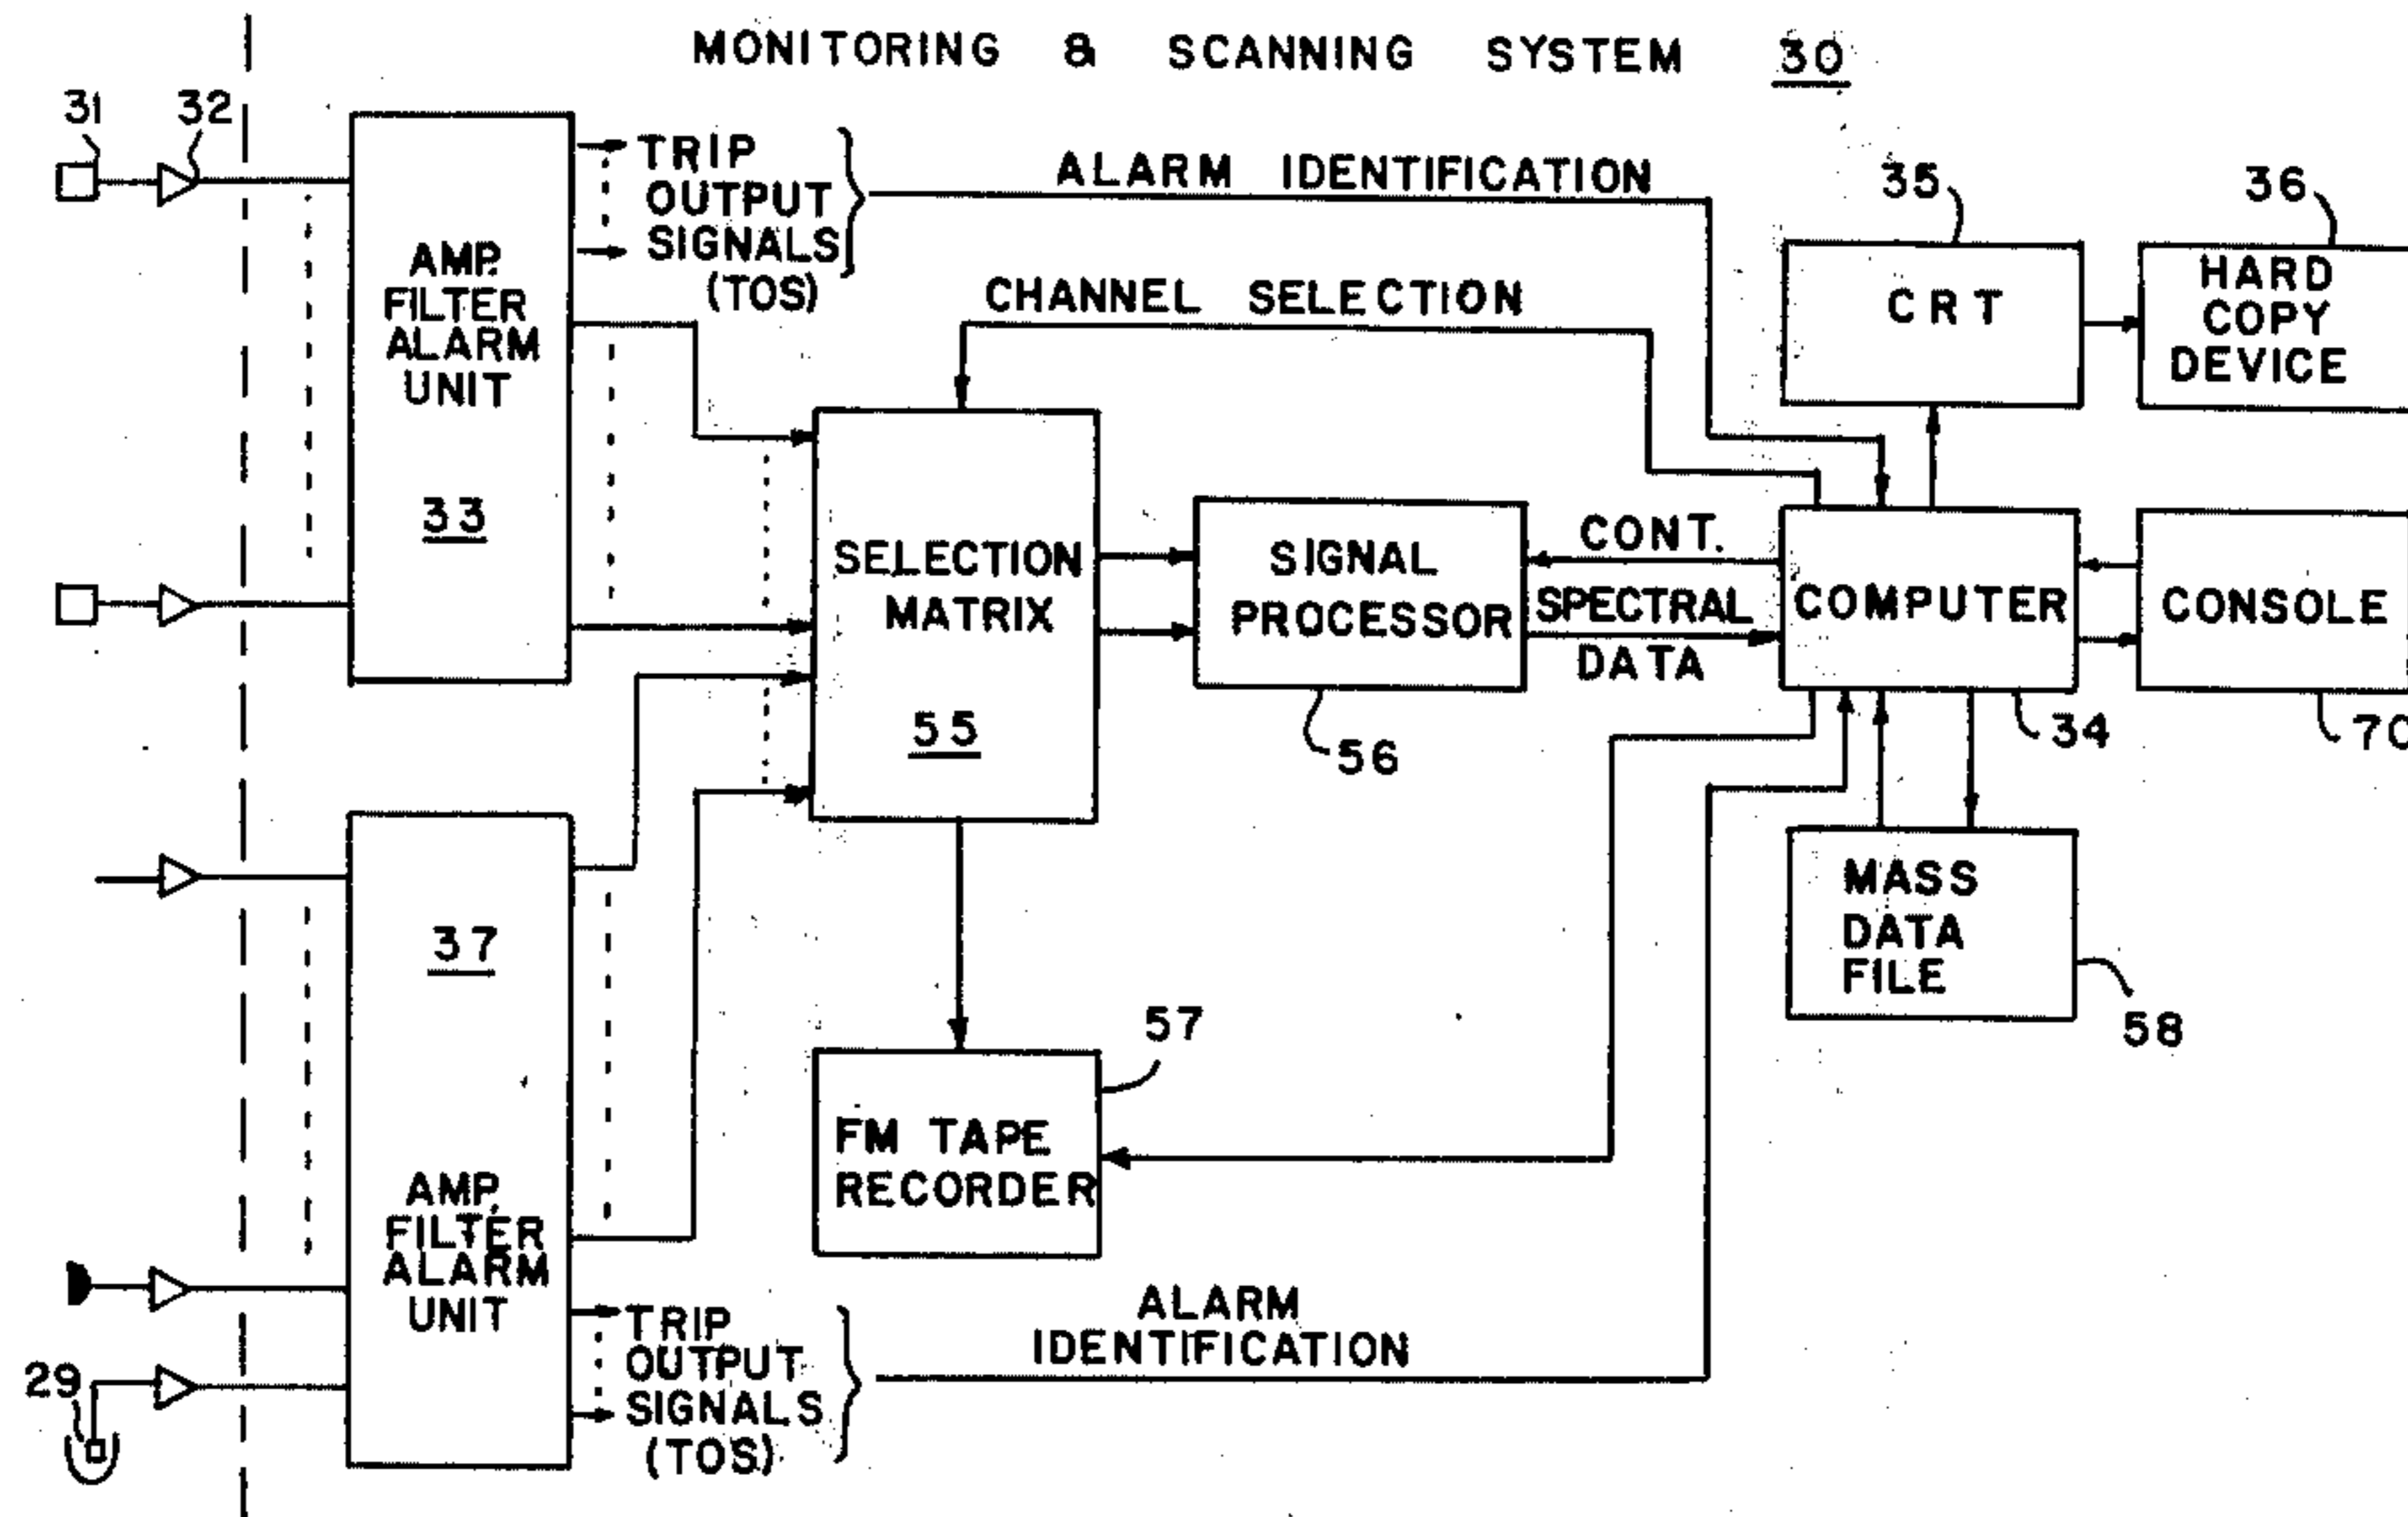 MONITORING & SCANNING SYSTEM 30
31
32
AMP.
FILTER
ALARM
UNIT
33
TRIP
OUTPUT
SIGNALS
(TOS)
ALARM IDENTIFICATION
CHANNEL SELECTION
35
CRT
36
HARD
COPY
DEVICE
SELECTION
MATRIX
55
SIGNAL
PROCESSOR
56
CONT.
SPECTRAL
DATA
COMPUTER
34
CONSOLE
70
37
AMP.
FILTER
ALARM
UNIT
MASS
DATA
FILE
58
57
FM TAPE
RECORDER
29
TRIP
OUTPUT
SIGNALS
(TOS)
ALARM
IDENTIFICATION